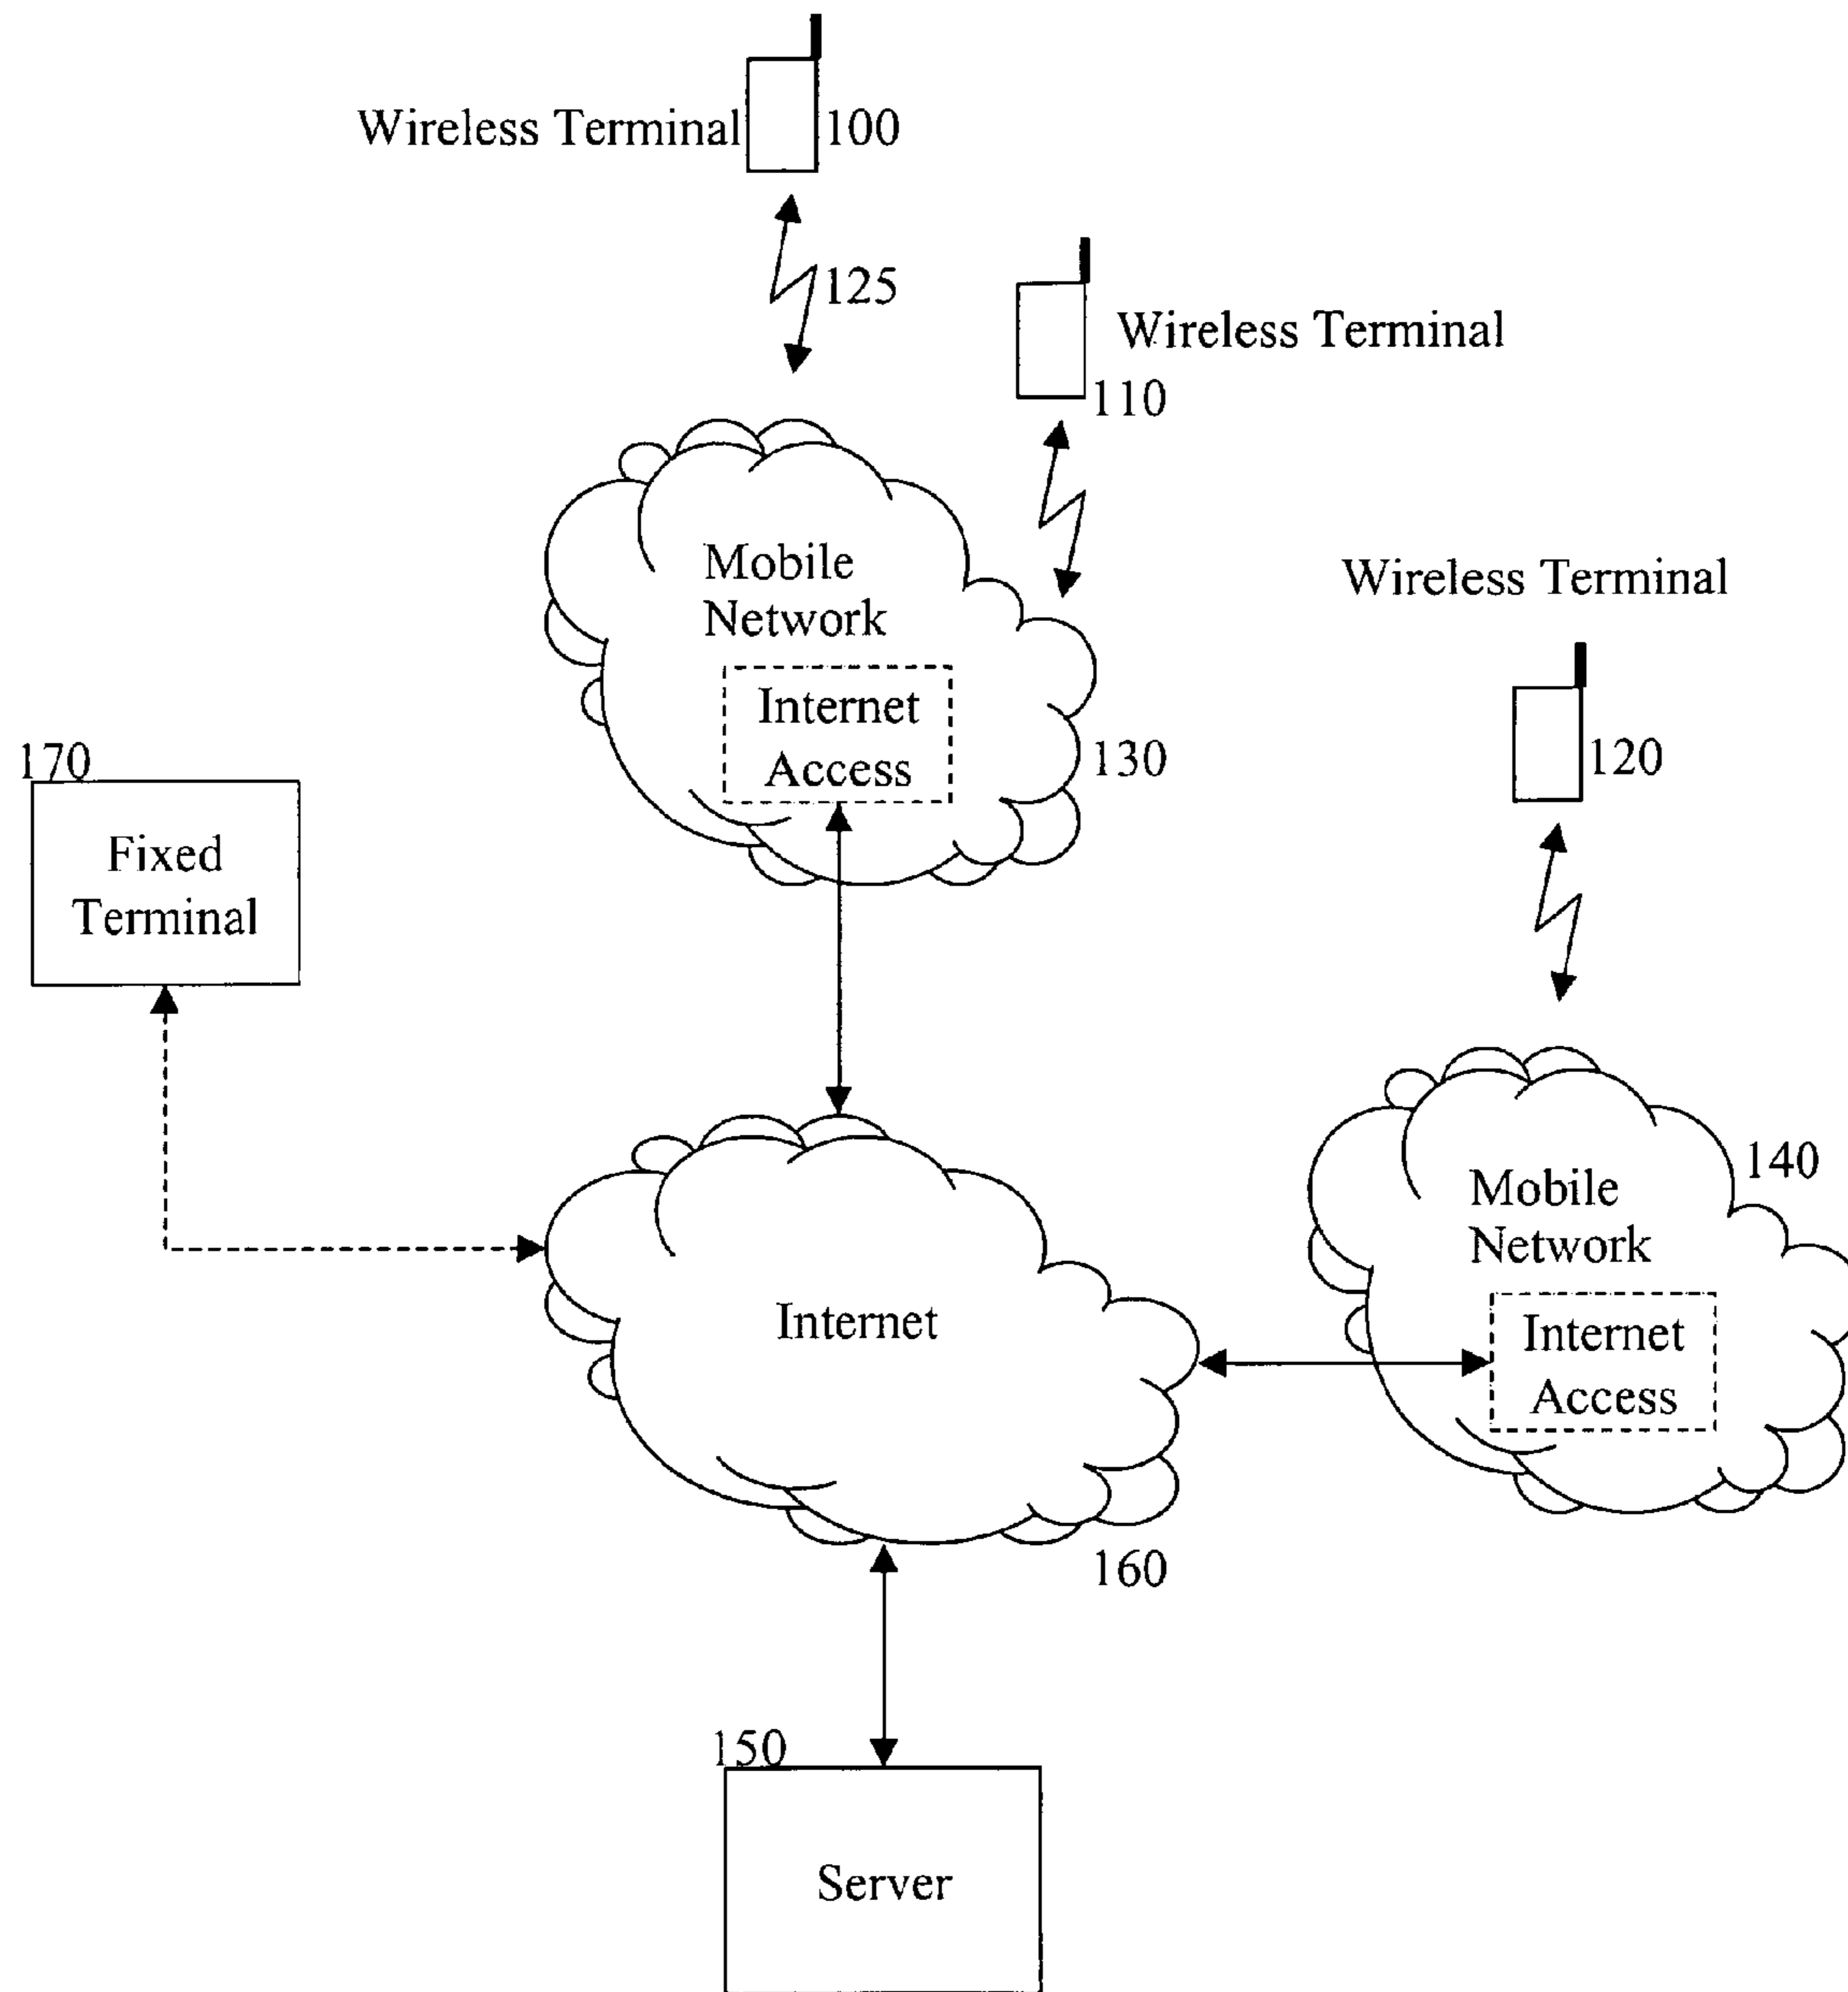 Wireless Terminal
100
125
Wireless Terminal
110
Mobile
Network
Internet
Access
130
Wireless Terminal
120
170
Fixed
Terminal
140
Mobile
Network
Internet
Access
Internet
160
150
Server